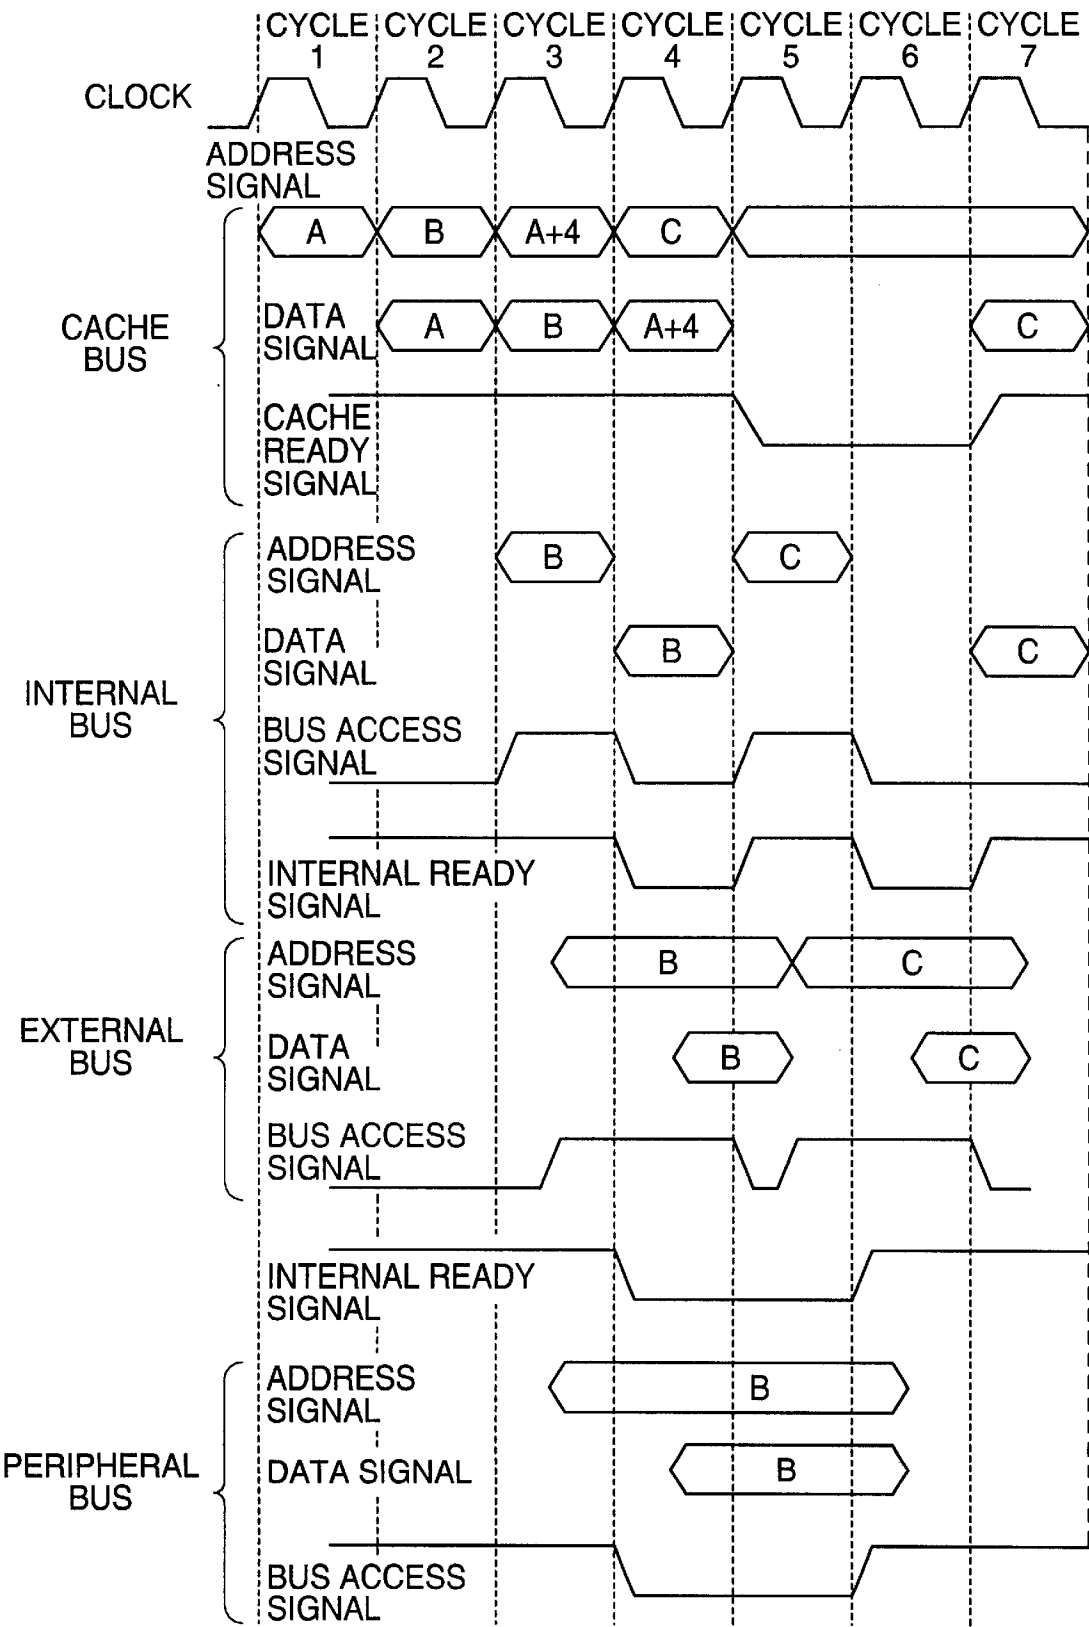 CYCLE CYCLE CYCLE CYCLE CYCLE CYCLE CYCLE
1 2 3 4 5 6 7
CLOCK
ADDRESS
SIGNAL
A B A+4 C
CACHE
BUS
DATA
SIGNAL
A B A+4 C
CACHE
READY
SIGNAL
INTERNAL
BUS
ADDRESS
SIGNAL
B C
DATA
SIGNAL
B C
BUS ACCESS
SIGNAL
INTERNAL READY
SIGNAL
EXTERNAL
BUS
ADDRESS
SIGNAL
B C
DATA
SIGNAL
B C
BUS ACCESS
SIGNAL
INTERNAL READY
SIGNAL
PERIPHERAL
BUS
ADDRESS
SIGNAL
B
DATA SIGNAL
B
BUS ACCESS
SIGNAL